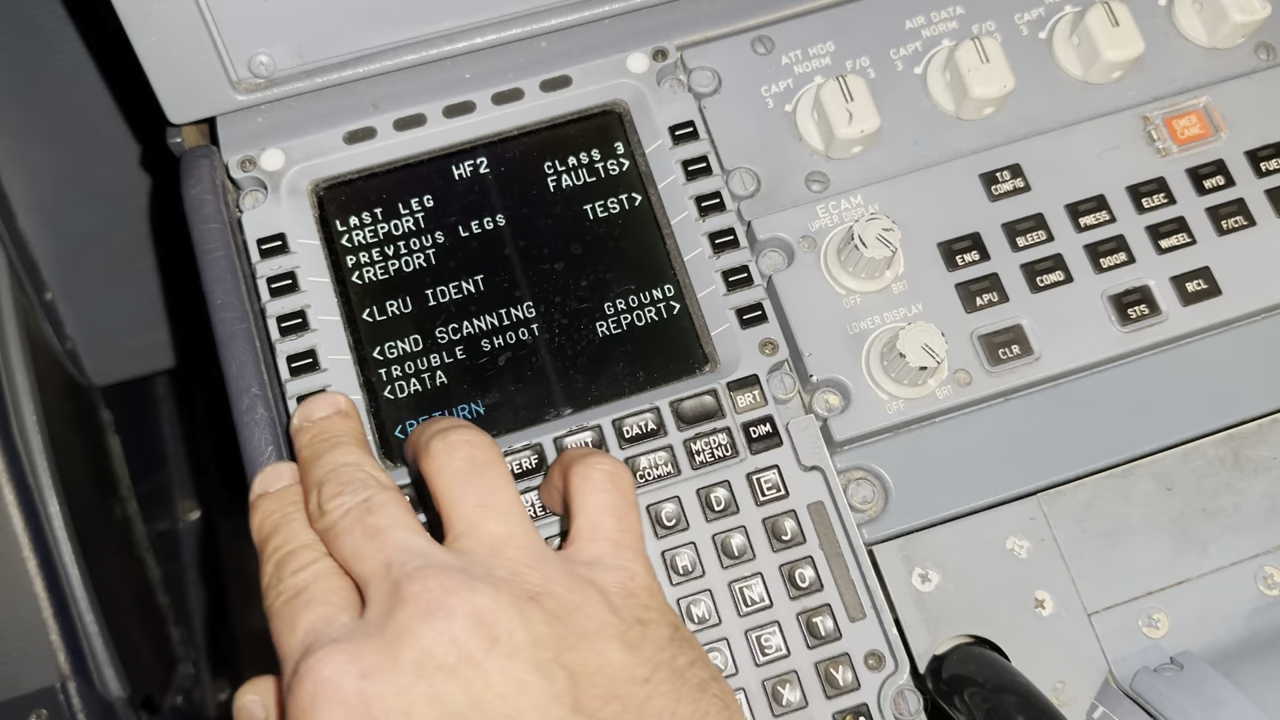 HF2
CLASS 3
FAULTS>
LAST LEG
<REPORT
TEST>
PREVIOUS LEGS
<REPORT
<LRU IDENT
GROUND
REPORT>
<GND SCANNING
TROUBLE SHOOT
<DATA
<RETURN
BRT
DIM
DATA
INIT
PERF
ATC
COMM
MCDU
MENU
C
D
E
H
I
J
M
N
O
R
S
T
X
Y
ATT HDG
NORM
CAPT
3
F/O
3
AIR DATA
NORM
CAPT
3
F/O
3
CAPT
3
EMER
CANC
ECAM
UPPER DISPLAY
OFF
BRT
LOWER DISPLAY
OFF
BRT
T.O
CONFIG
ENG
BLEED
PRESS
ELEC
HYD
APU
COND
DOOR
WHEEL
F/CTL
CLR
STS
RCL